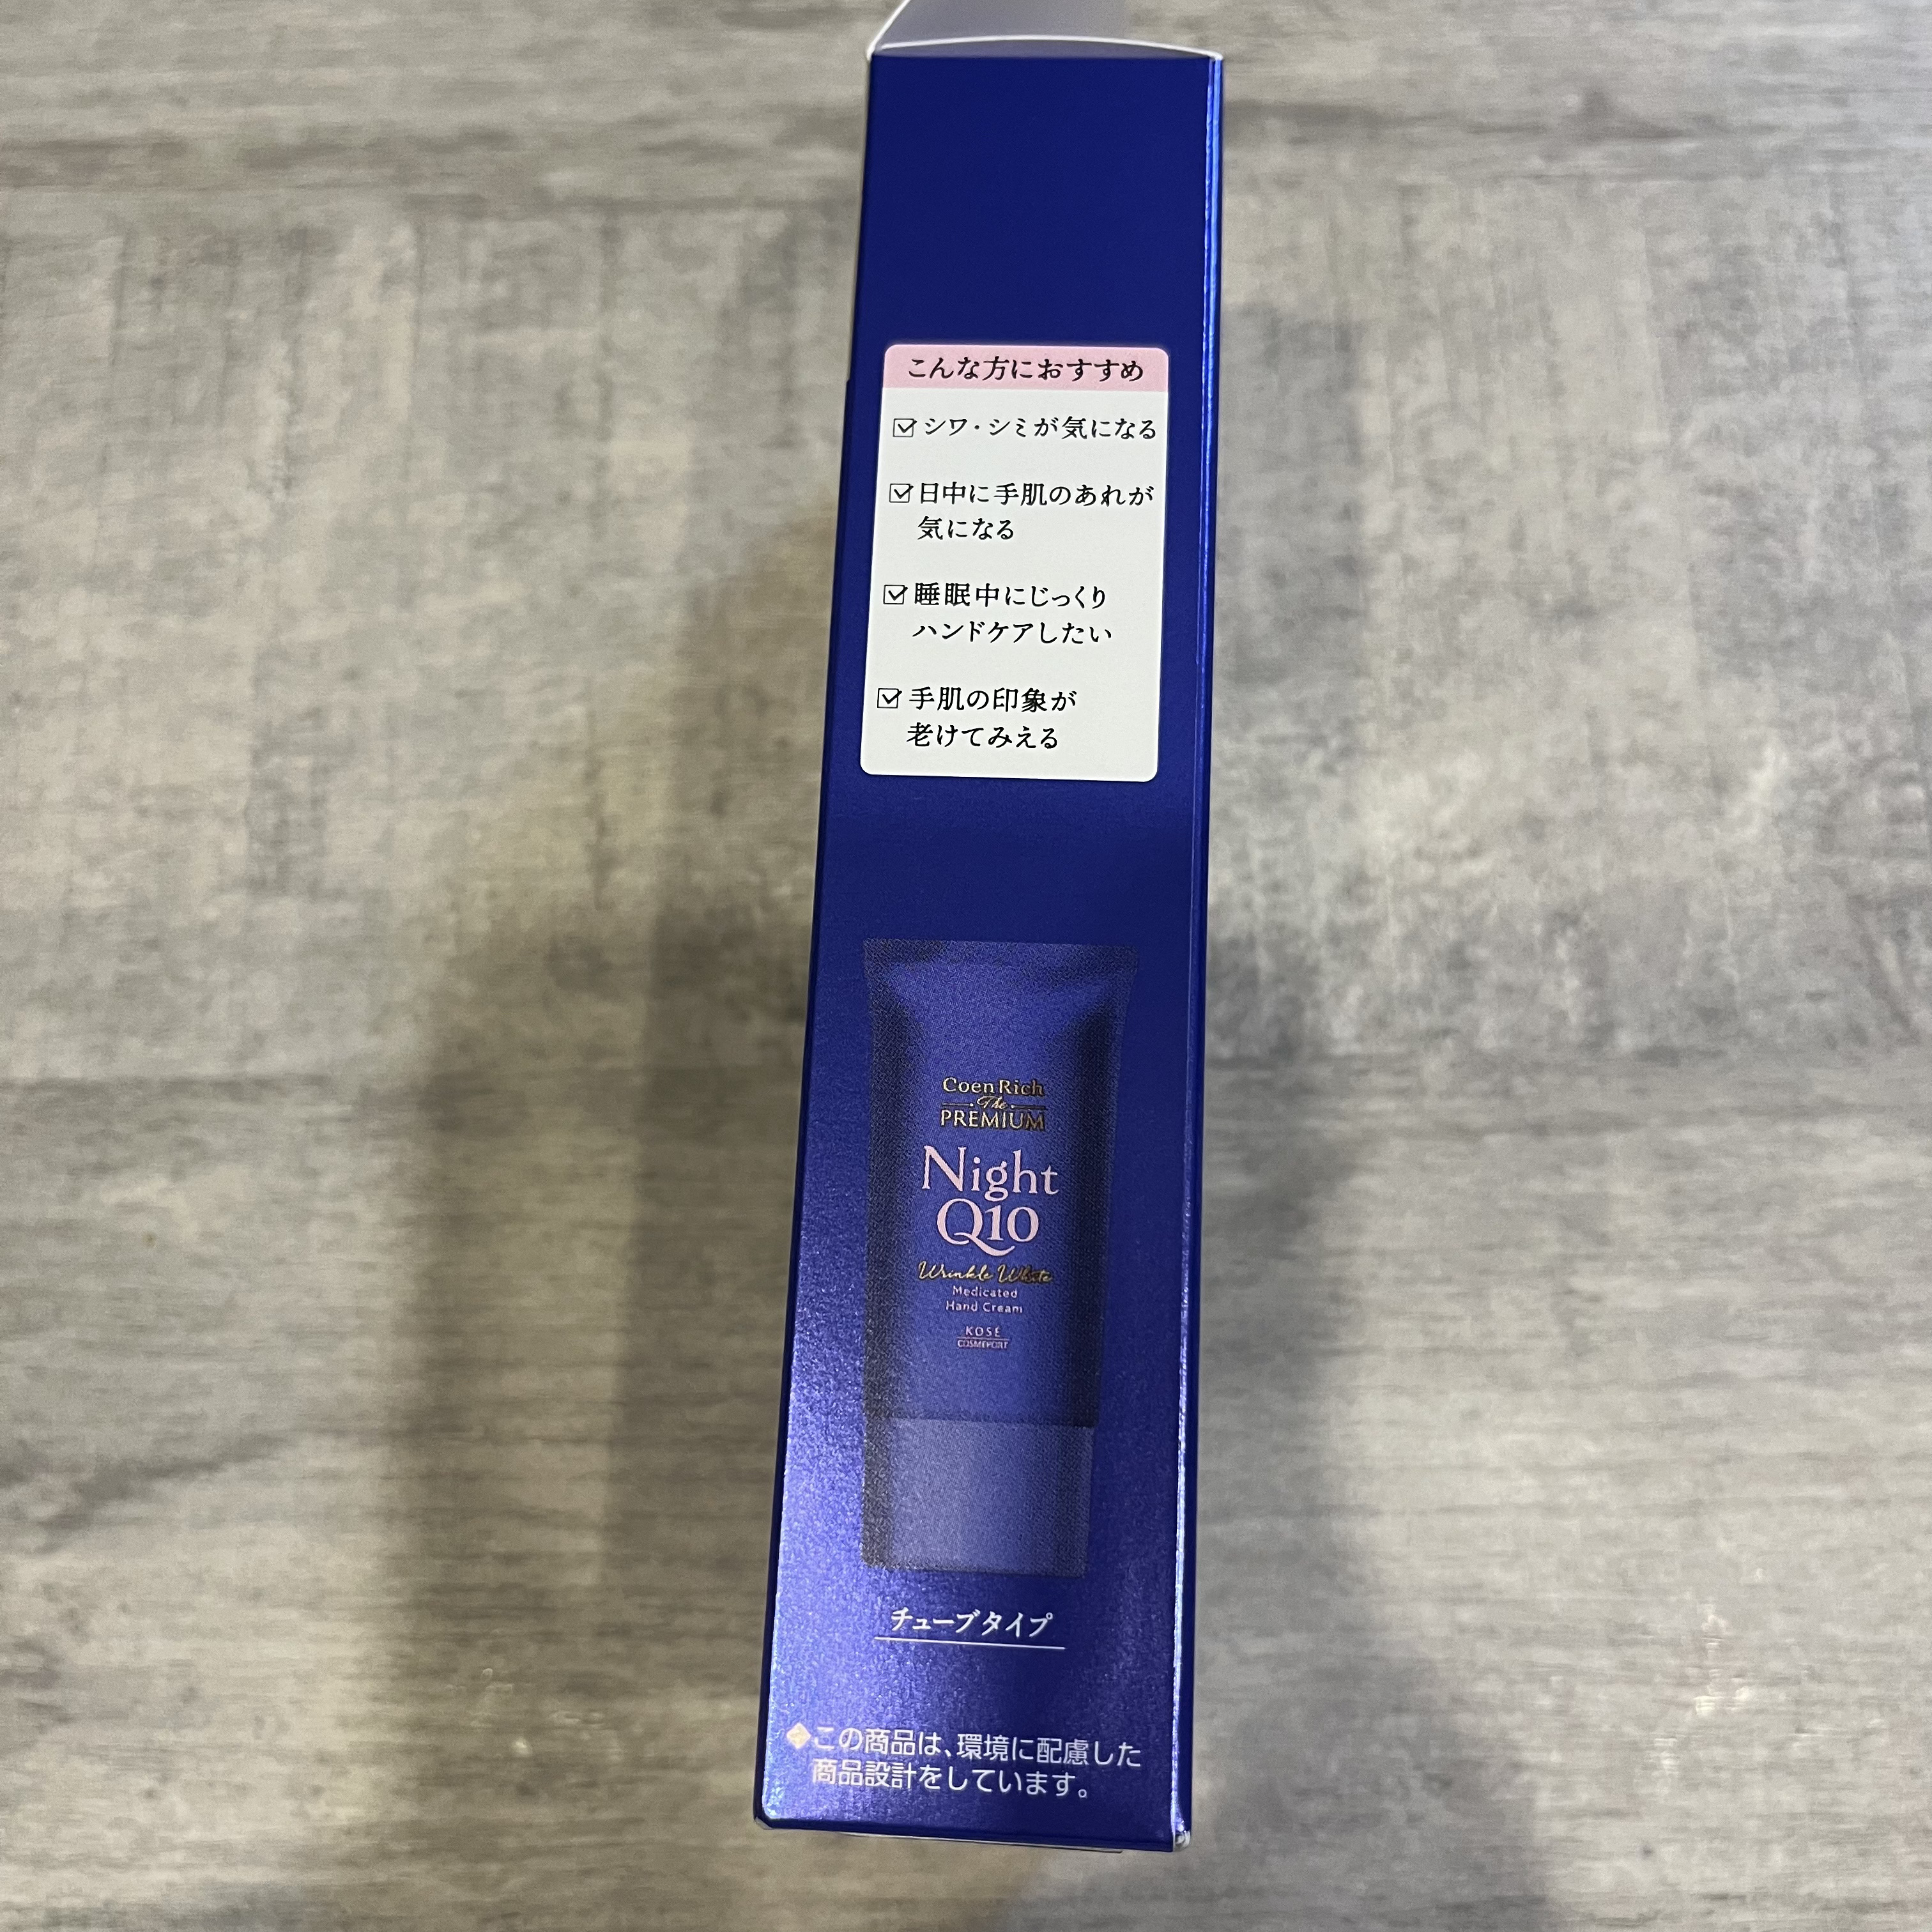 こんな方におすすめ
☑シワ・シミが気になる
☑日中に手肌のあれが
気になる
☑睡眠中にじっくり
ハンドケアしたい
☑手肌の印象が
老けてみえる
CoenRich
The
PREMIUM
Night
Q10
Wrinkle White
Medicated
Hand Cream
KOSÉ
COSMEPORT
チューブタイプ
◆この商品は、環境に配慮した
商品設計をしています。